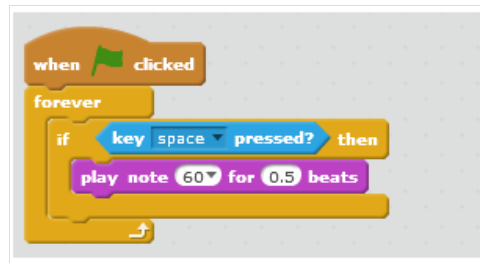 when clicked
forever
if key space pressed? then
play note 60 for 0.5 beats